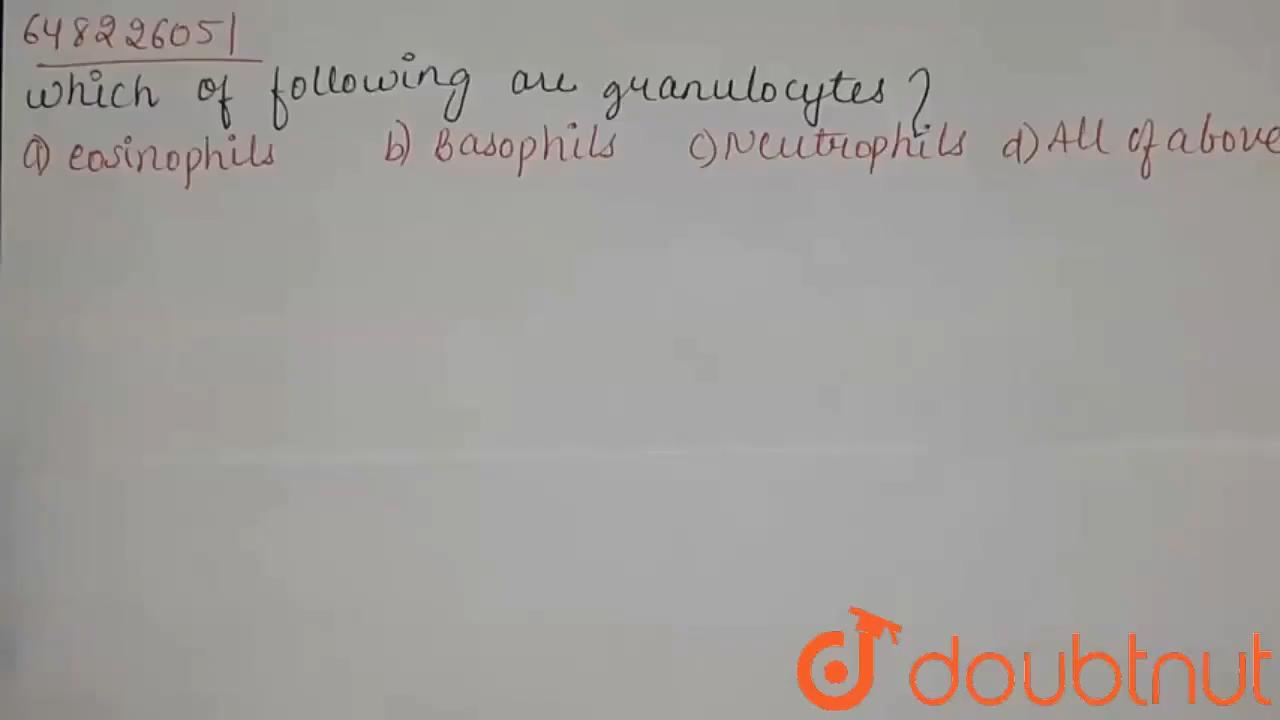 648226051
which of following are granulocytes?
a) eosinophils b) Basophils c) Neutrophils d) All of above
doubtnut